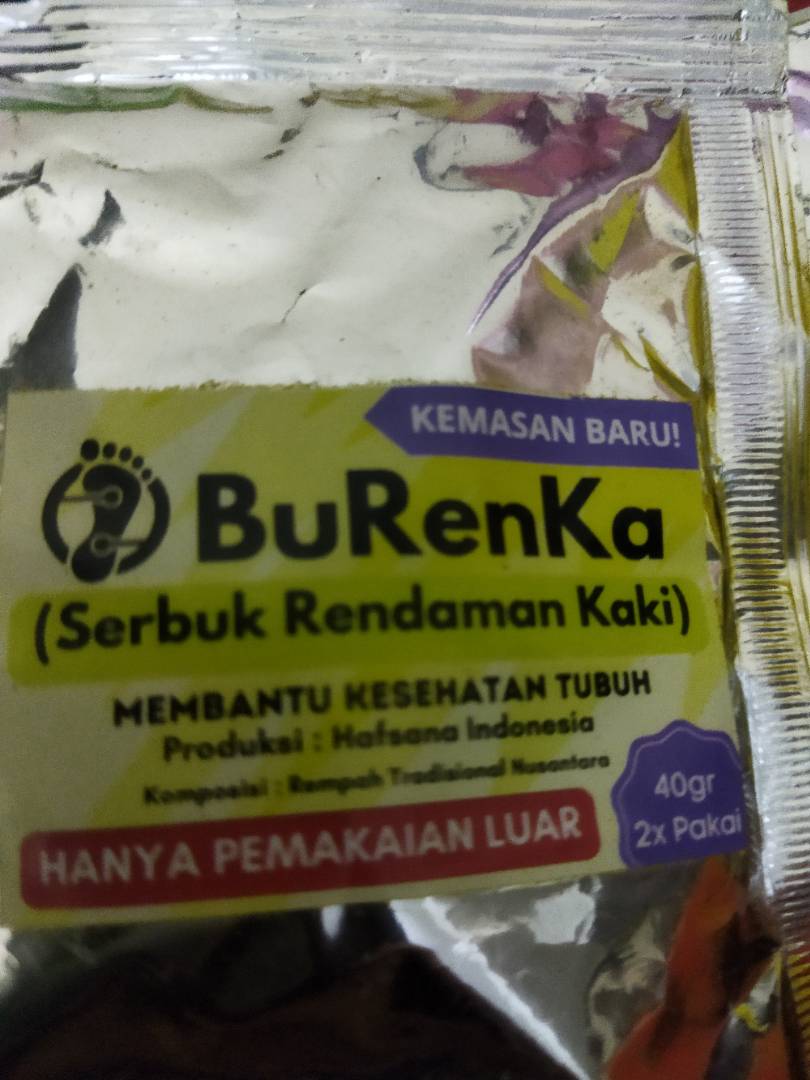 KEMASAN BARU!
BuRenKa
(Serbuk Rendaman Kaki)
MEMBANTU KESEHATAN TUBUH
Produksi : Hafsana Indonesia
Komposisi : Rempah Tradisional Nusantara
40gr
2x Pakai
HANYA PEMAKAIAN LUAR